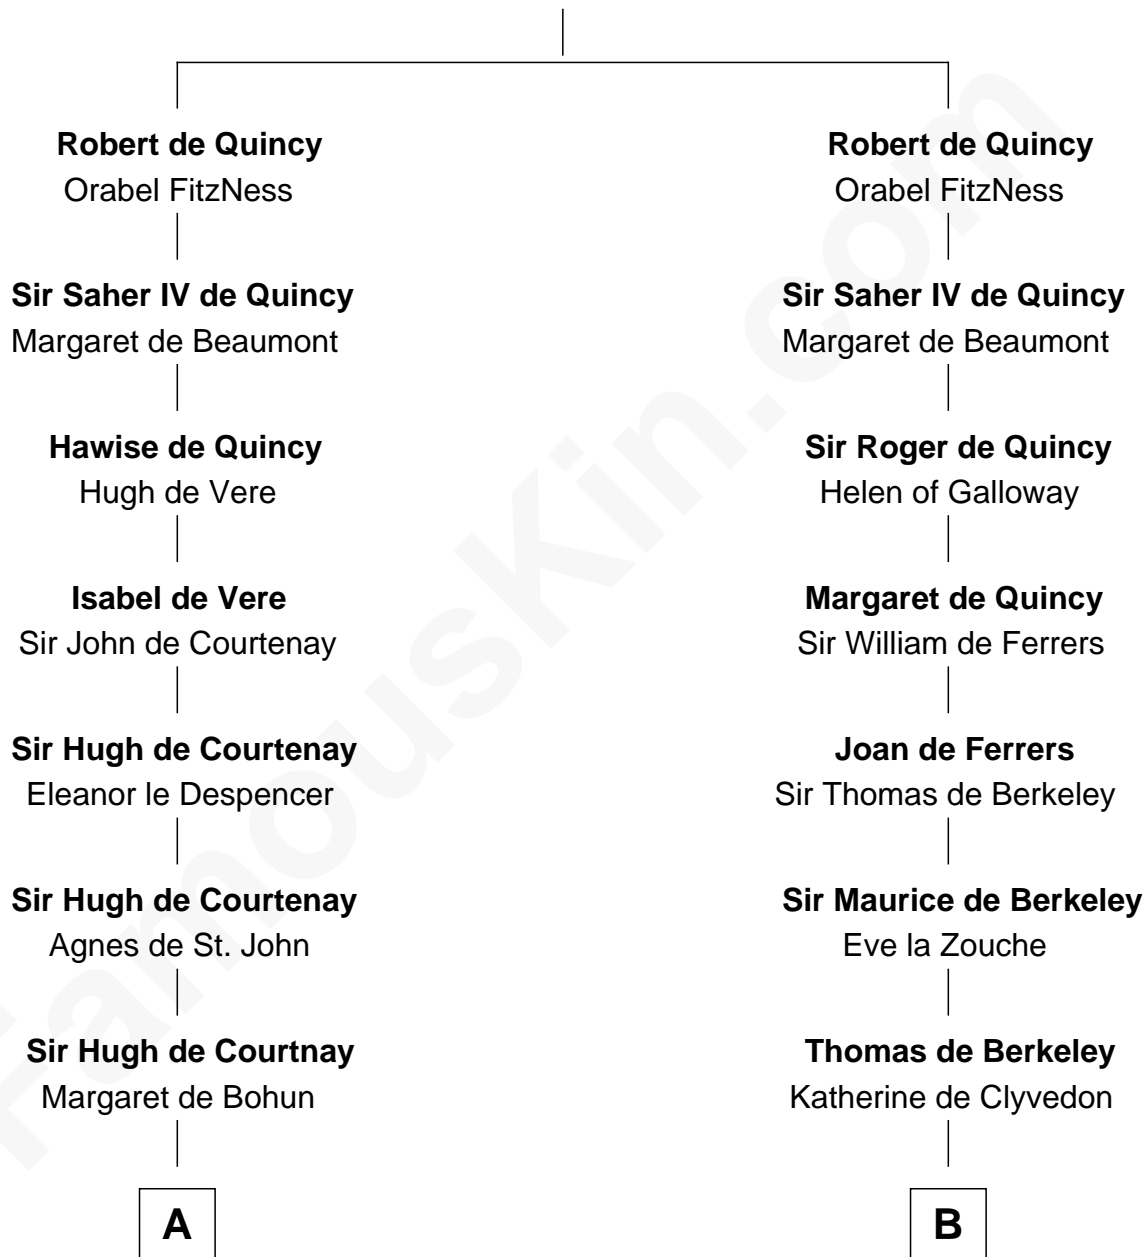 Robert de Quincy
Orabel FitzNess
Sir Saher IV de Quincy
Margaret de Beaumont
Hawise de Quincy
Hugh de Vere
Isabel de Vere
Sir John de Courtenay
Sir Hugh de Courtenay
Eleanor le Despencer
Sir Hugh de Courtenay
Agnes de St. John
Sir Hugh de Courtnay
Margaret de Bohun
A
Robert de Quincy
Orabel FitzNess
Sir Saher IV de Quincy
Margaret de Beaumont
Sir Roger de Quincy
Helen of Galloway
Margaret de Quincy
Sir William de Ferrers
Joan de Ferrers
Sir Thomas de Berkeley
Sir Maurice de Berkeley
Eve la Zouche
Thomas de Berkeley
Katherine de Clyvedon
B
FamousKin.com